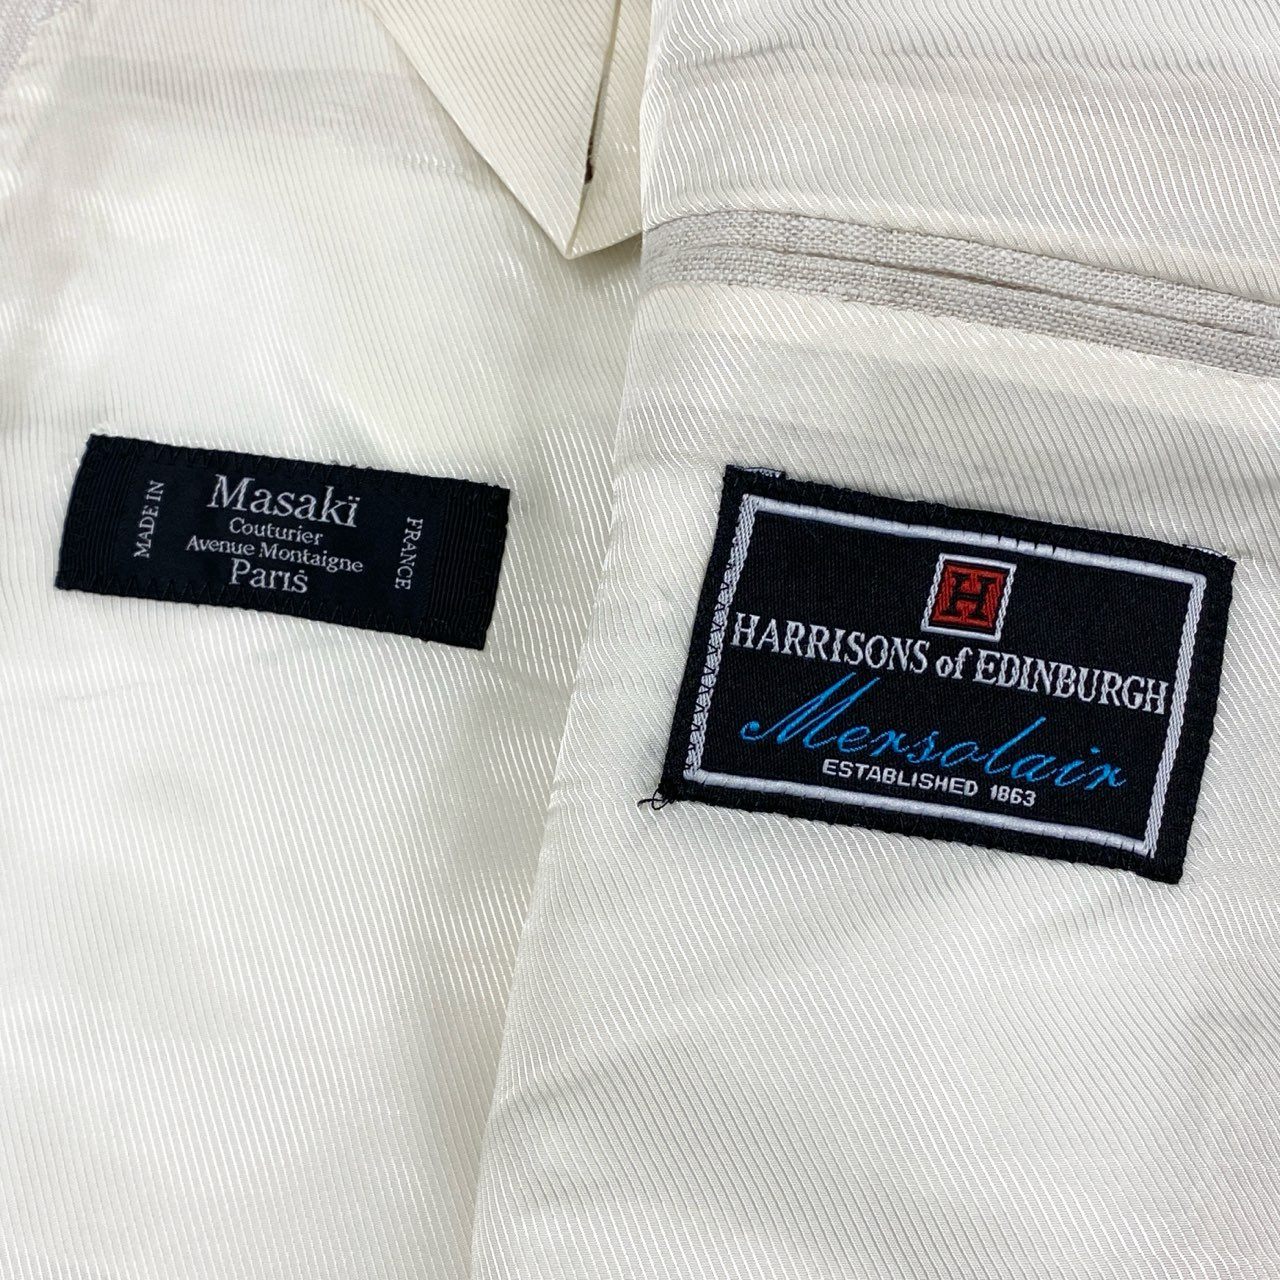 MADE IN
Masakï
Couturier
Avenue Montaigne
Paris
FRANCE
H
HARRISONS of EDINBURGH
Mersolair
ESTABLISHED 1863